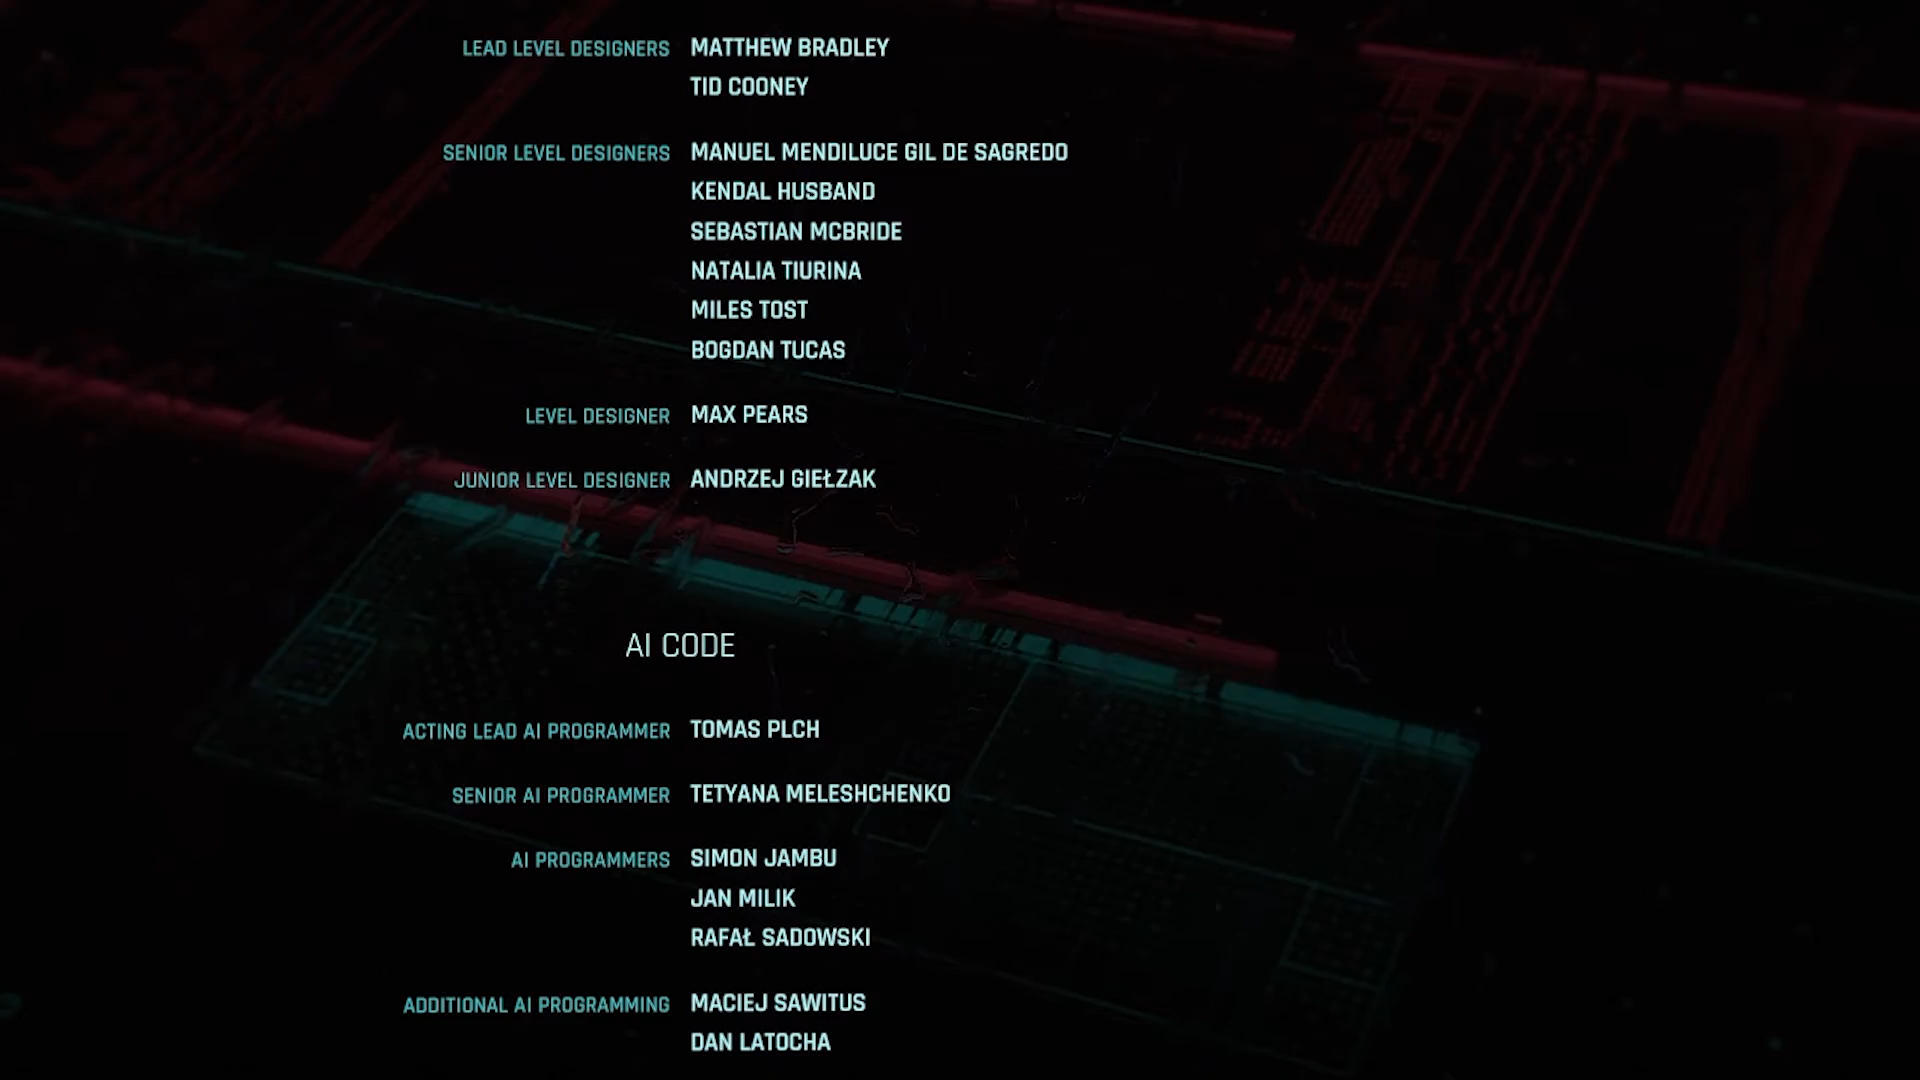 LEAD LEVEL DESIGNERS MATTHEW BRADLEY
TID COONEY
SENIOR LEVEL DESIGNERS MANUEL MENDILUCE GIL DE SAGREDO
KENDAL HUSBAND
SEBASTIAN MCBRIDE
NATALIA TIURINA
MILES TOST
BOGDAN TUCAS
LEVEL DESIGNER MAX PEARS
JUNIOR LEVEL DESIGNER ANDRZEJ GIEŁZAK
AI CODE
ACTING LEAD AI PROGRAMMER TOMAS PLCH
SENIOR AI PROGRAMMER TETYANA MELESHCHENKO
AI PROGRAMMERS SIMON JAMBU
JAN MILIK
RAFAŁ SADOWSKI
ADDITIONAL AI PROGRAMMING MACIEJ SAWITUS
DAN LATOCHA